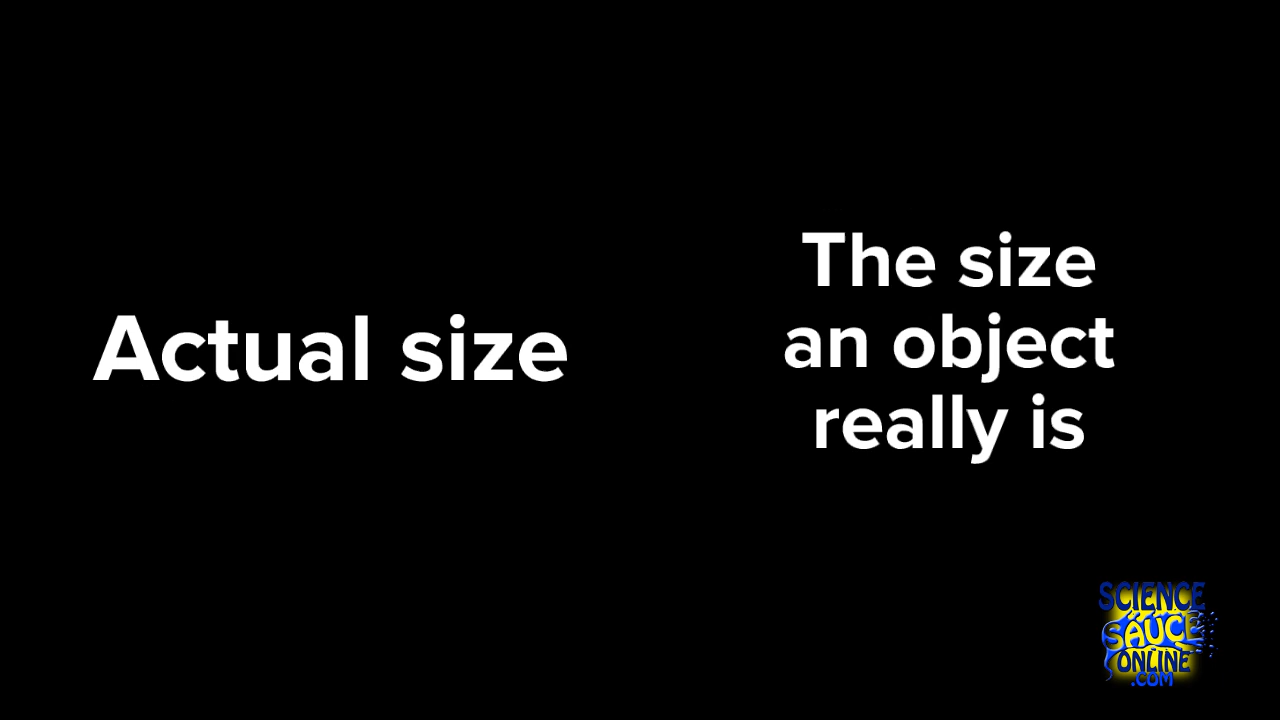 Actual size
The size
an object
really is
SCIENCE
SAUCE
ONLINE
.COM